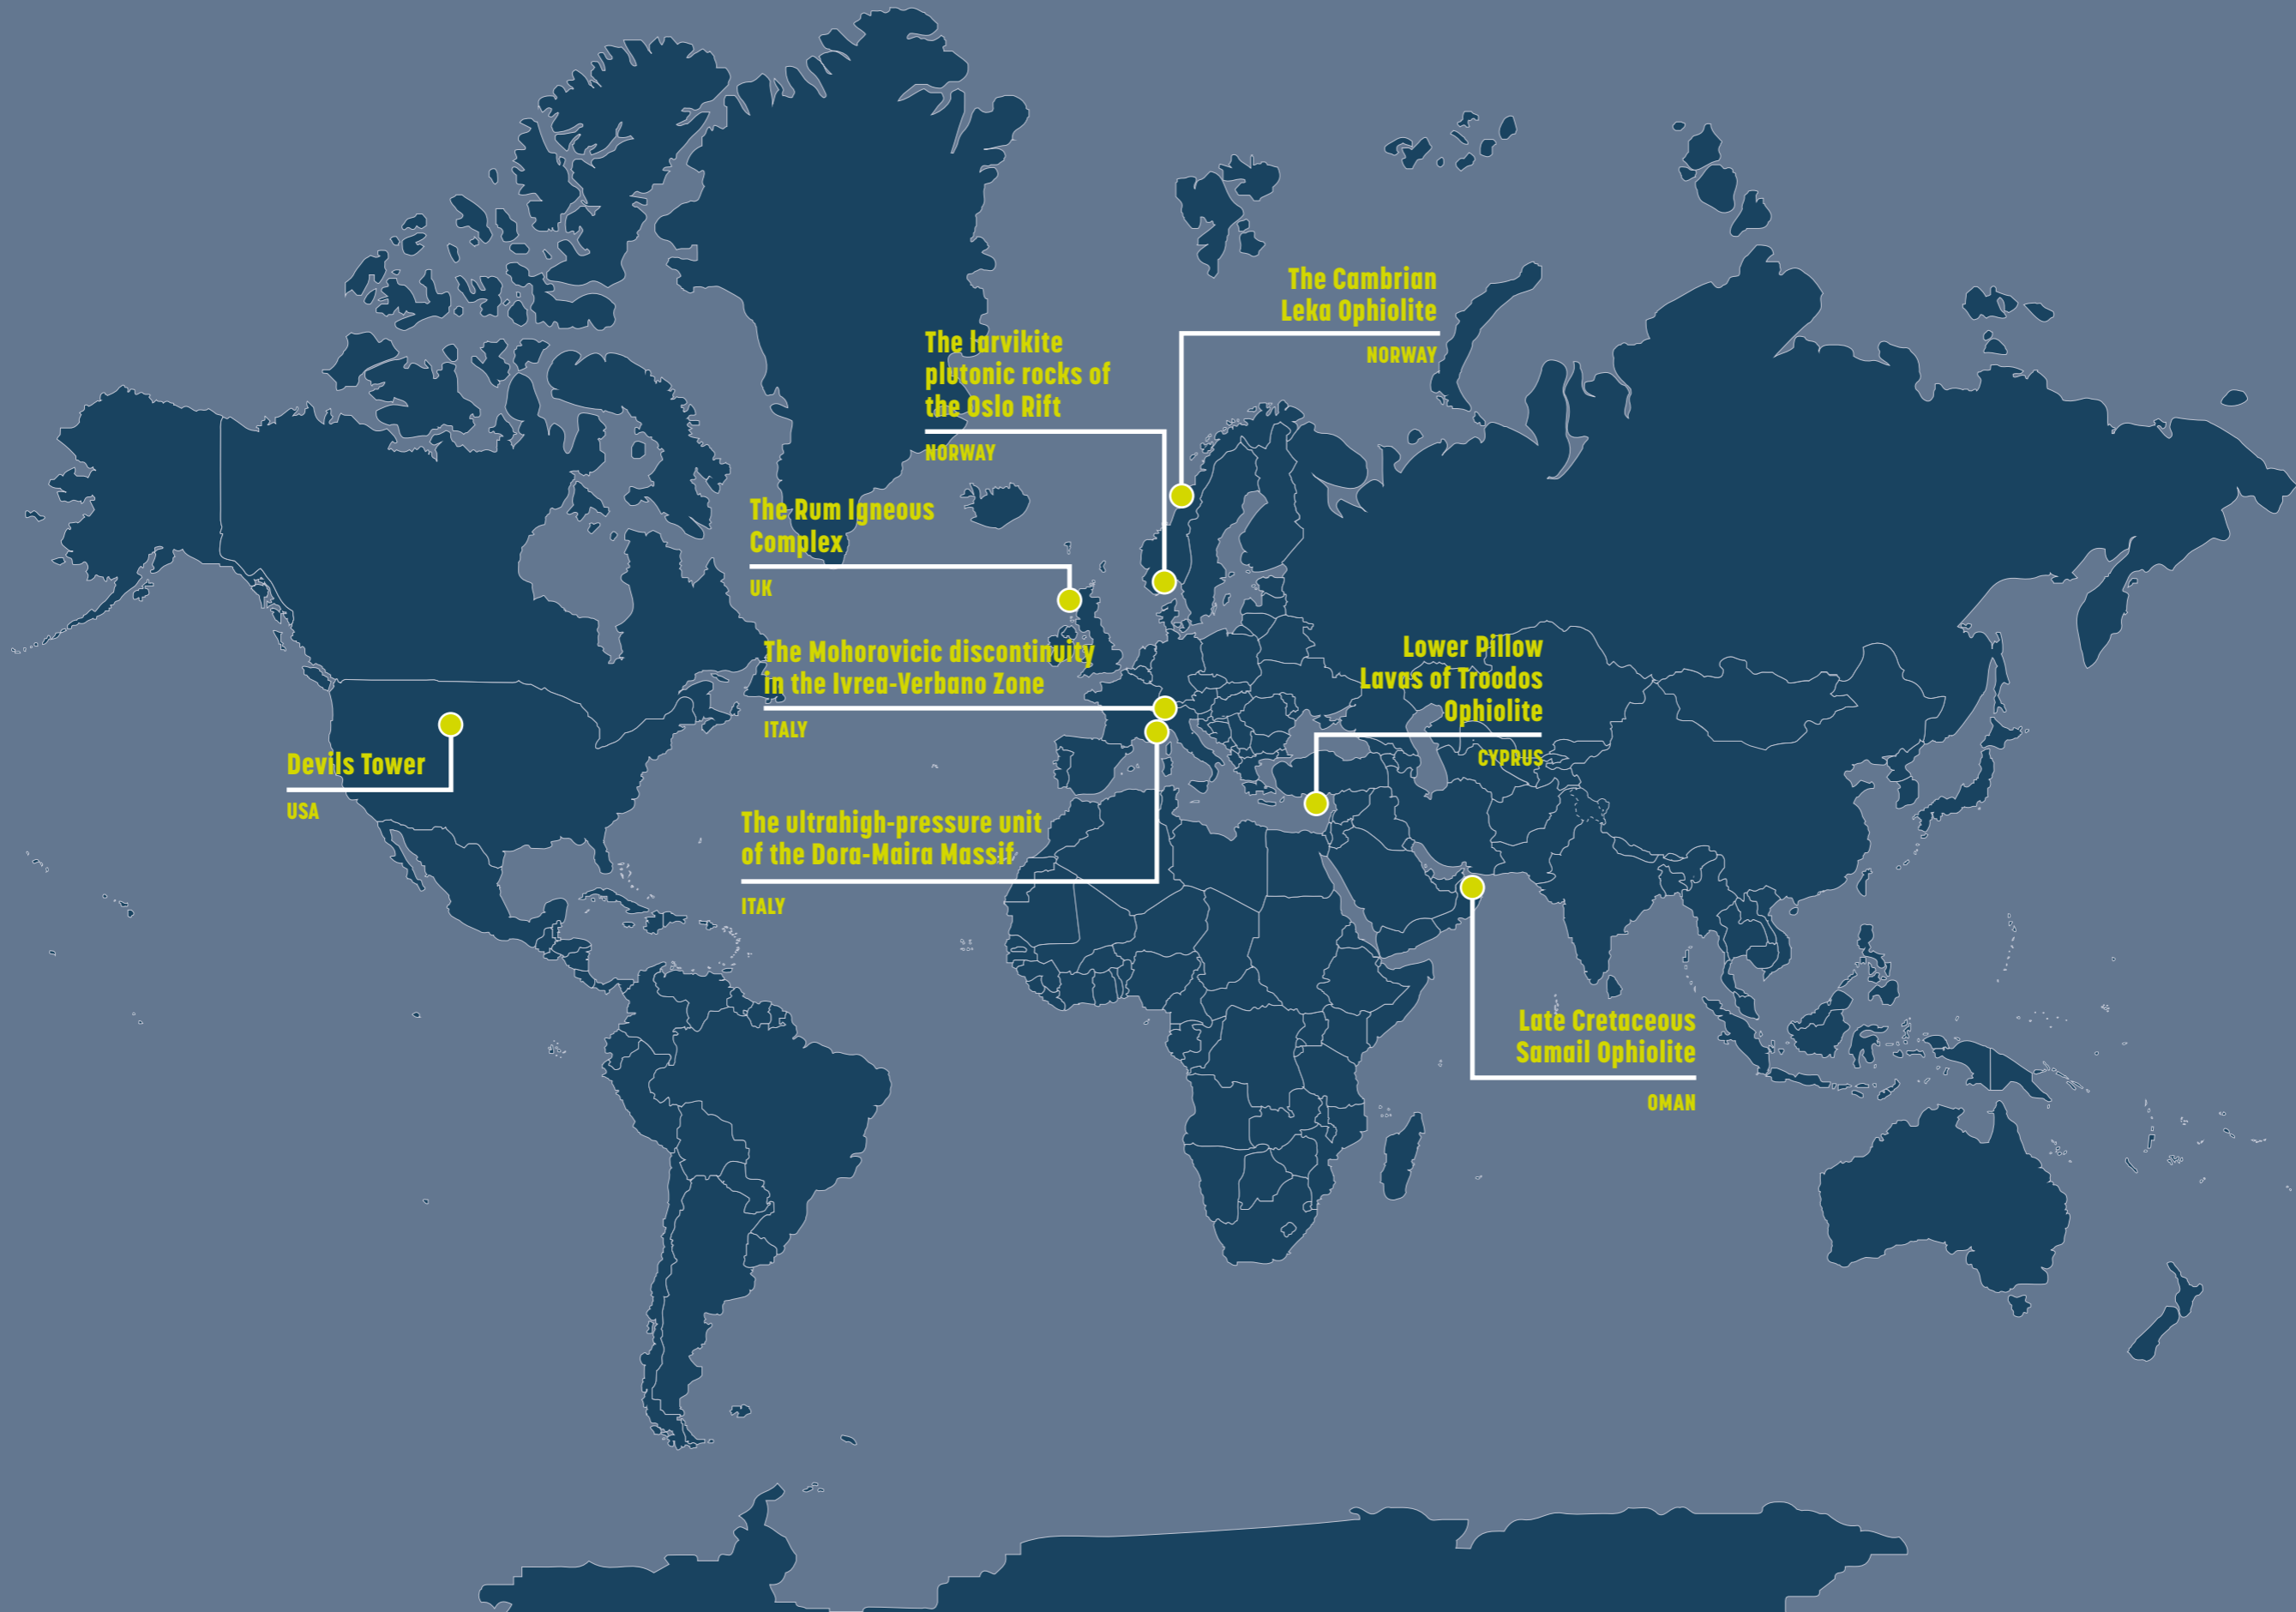 The Cambrian
Leka Ophiolite
NORWAY
The larvikite
plutonic rocks of
the Oslo Rift
NORWAY
The Rum Igneous
Complex
UK
The Mohorovicic discontinuity
in the Ivrea-Verbano Zone
ITALY
Lower Pillow
Lavas of Troodos
Ophiolite
CYPRUS
Devils Tower
USA
The ultrahigh-pressure unit
of the Dora-Maira Massif
ITALY
Late Cretaceous
Samail Ophiolite
OMAN